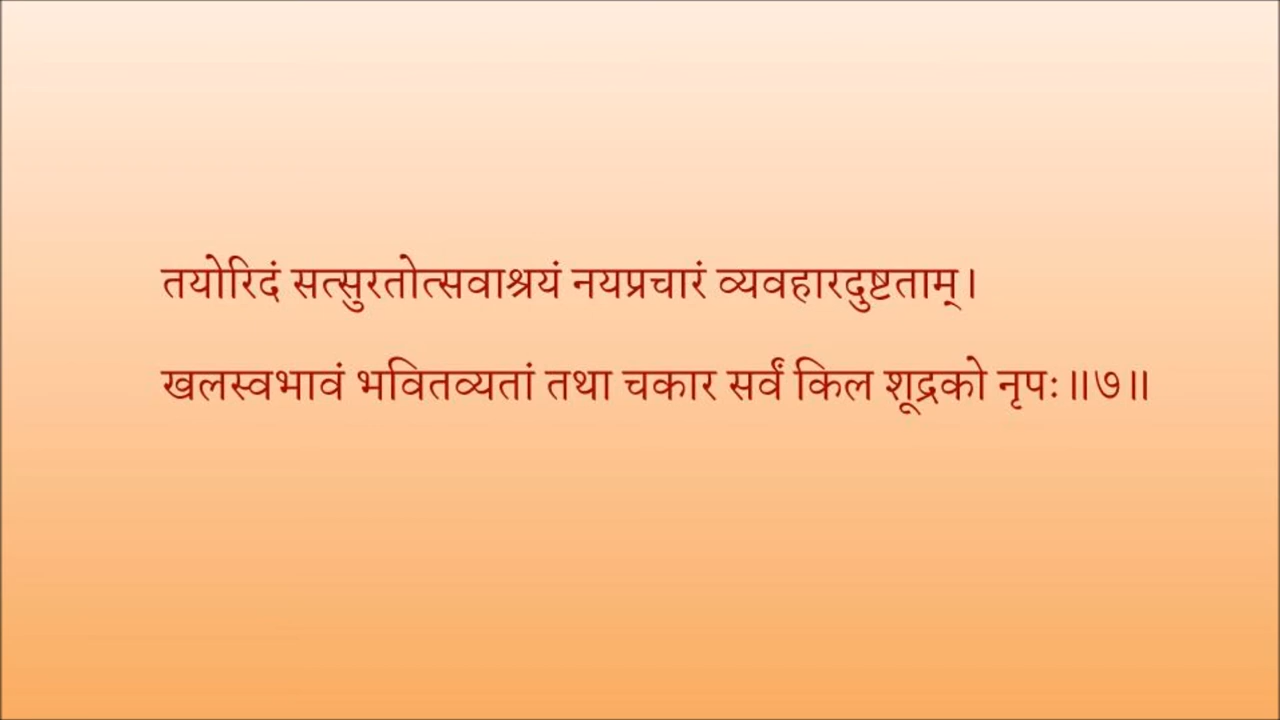 तयोरिदं सत्सुरतोत्सवाश्रयं नयप्रचारं व्यवहारदुष्टताम्।
खलस्वभावं भवितव्यतां तथा चकार सर्वं किल शूद्रको नृपः॥७॥